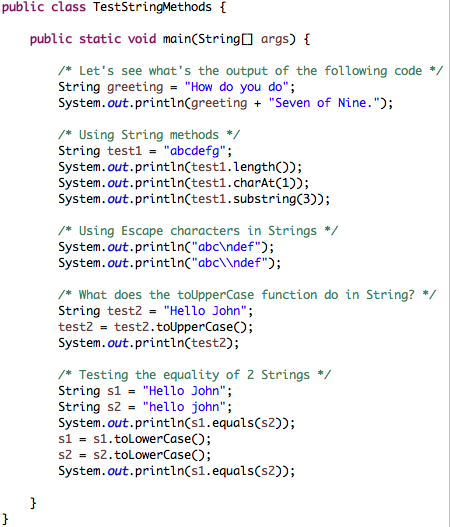 public class TestStringMethods {
public static void main(String[] args) {
/* Let's see what's the output of the following code */
String greeting = "How do you do";
System.out.println(greeting + "Seven of Nine.");
/* Using String methods */
String test1 = "abcdefg";
System.out.println(test1.length());
System.out.println(test1.charAt(1));
System.out.println(test1.substring(3));
/* Using Escape characters in Strings */
System.out.println("abc\ndef");
System.out.println("abc\\ndef");
/* What does the toUpperCase function do in String? */
String test2 = "Hello John";
test2 = test2.toUpperCase();
System.out.println(test2);
/* Testing the equality of 2 Strings */
String s1 = "Hello John";
String s2 = "hello john";
System.out.println(s1.equals(s2));
s1 = s1.toLowerCase();
s2 = s2.toLowerCase();
System.out.println(s1.equals(s2));
}
}